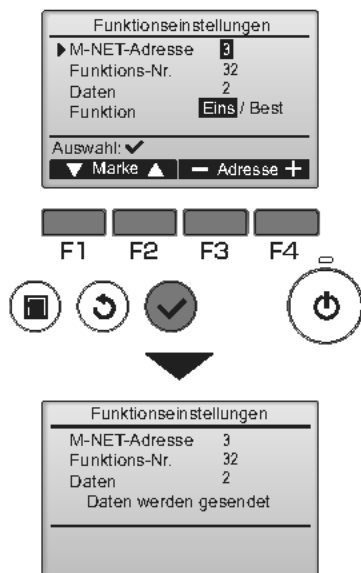 Funktionseinstellungen
M-NET-Adresse 3
Funktions-Nr. 32
Daten 2
Funktion Eins / Best
Auswahl: ✔
▼ Marke ▲ − Adresse +
F1 F2 F3 F4
Funktionseinstellungen
M-NET-Adresse 3
Funktions-Nr. 32
Daten 2
Daten werden gesendet